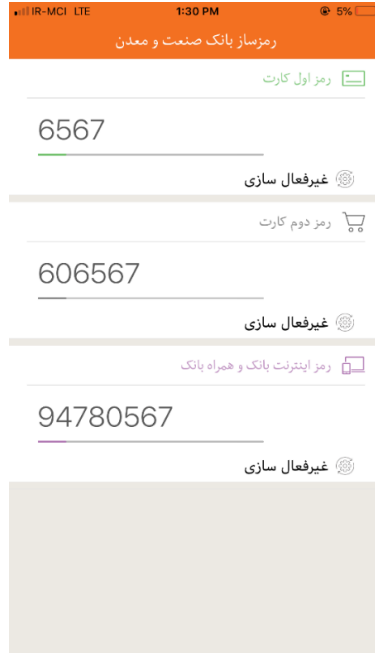 IR-MCI LTE 1:30 PM 5%
رمزساز بانک صنعت و معدن
رمز اول کارت
6567
غیرفعال سازی
رمز دوم کارت
606567
غیرفعال سازی
رمز اینترنت بانک و همراه بانک
94780567
غیرفعال سازی